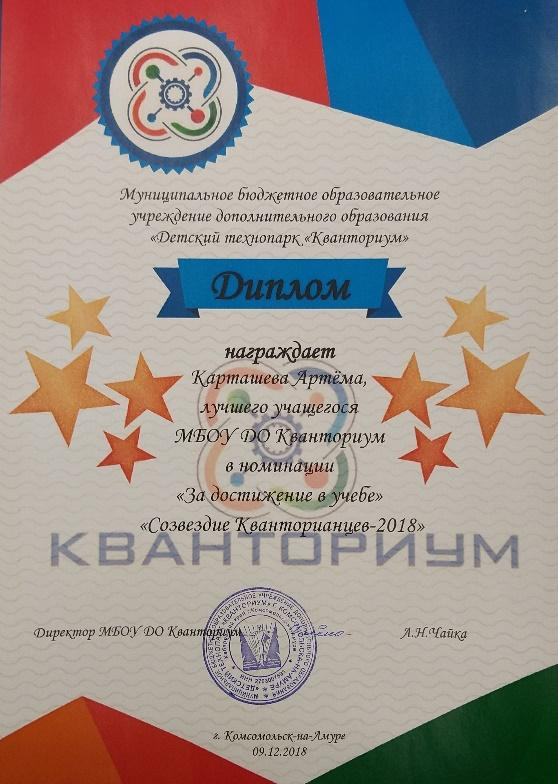 Муниципальное бюджетное образовательное
учреждение дополнительного образования
«Детский технопарк «Кванториум»
Диплом
награждает
Карташева Артёма,
лучшего учащегося
МБОУ ДО Кванториум
в номинации
«За достижение в учебе»
«Созвездие Кванторианцев-2018»
КВАНТОРИУМ
Директор МБОУ ДО Кванториум
А.Н.Чайка
г. Комсомольск-на-Амуре
09.12.2018